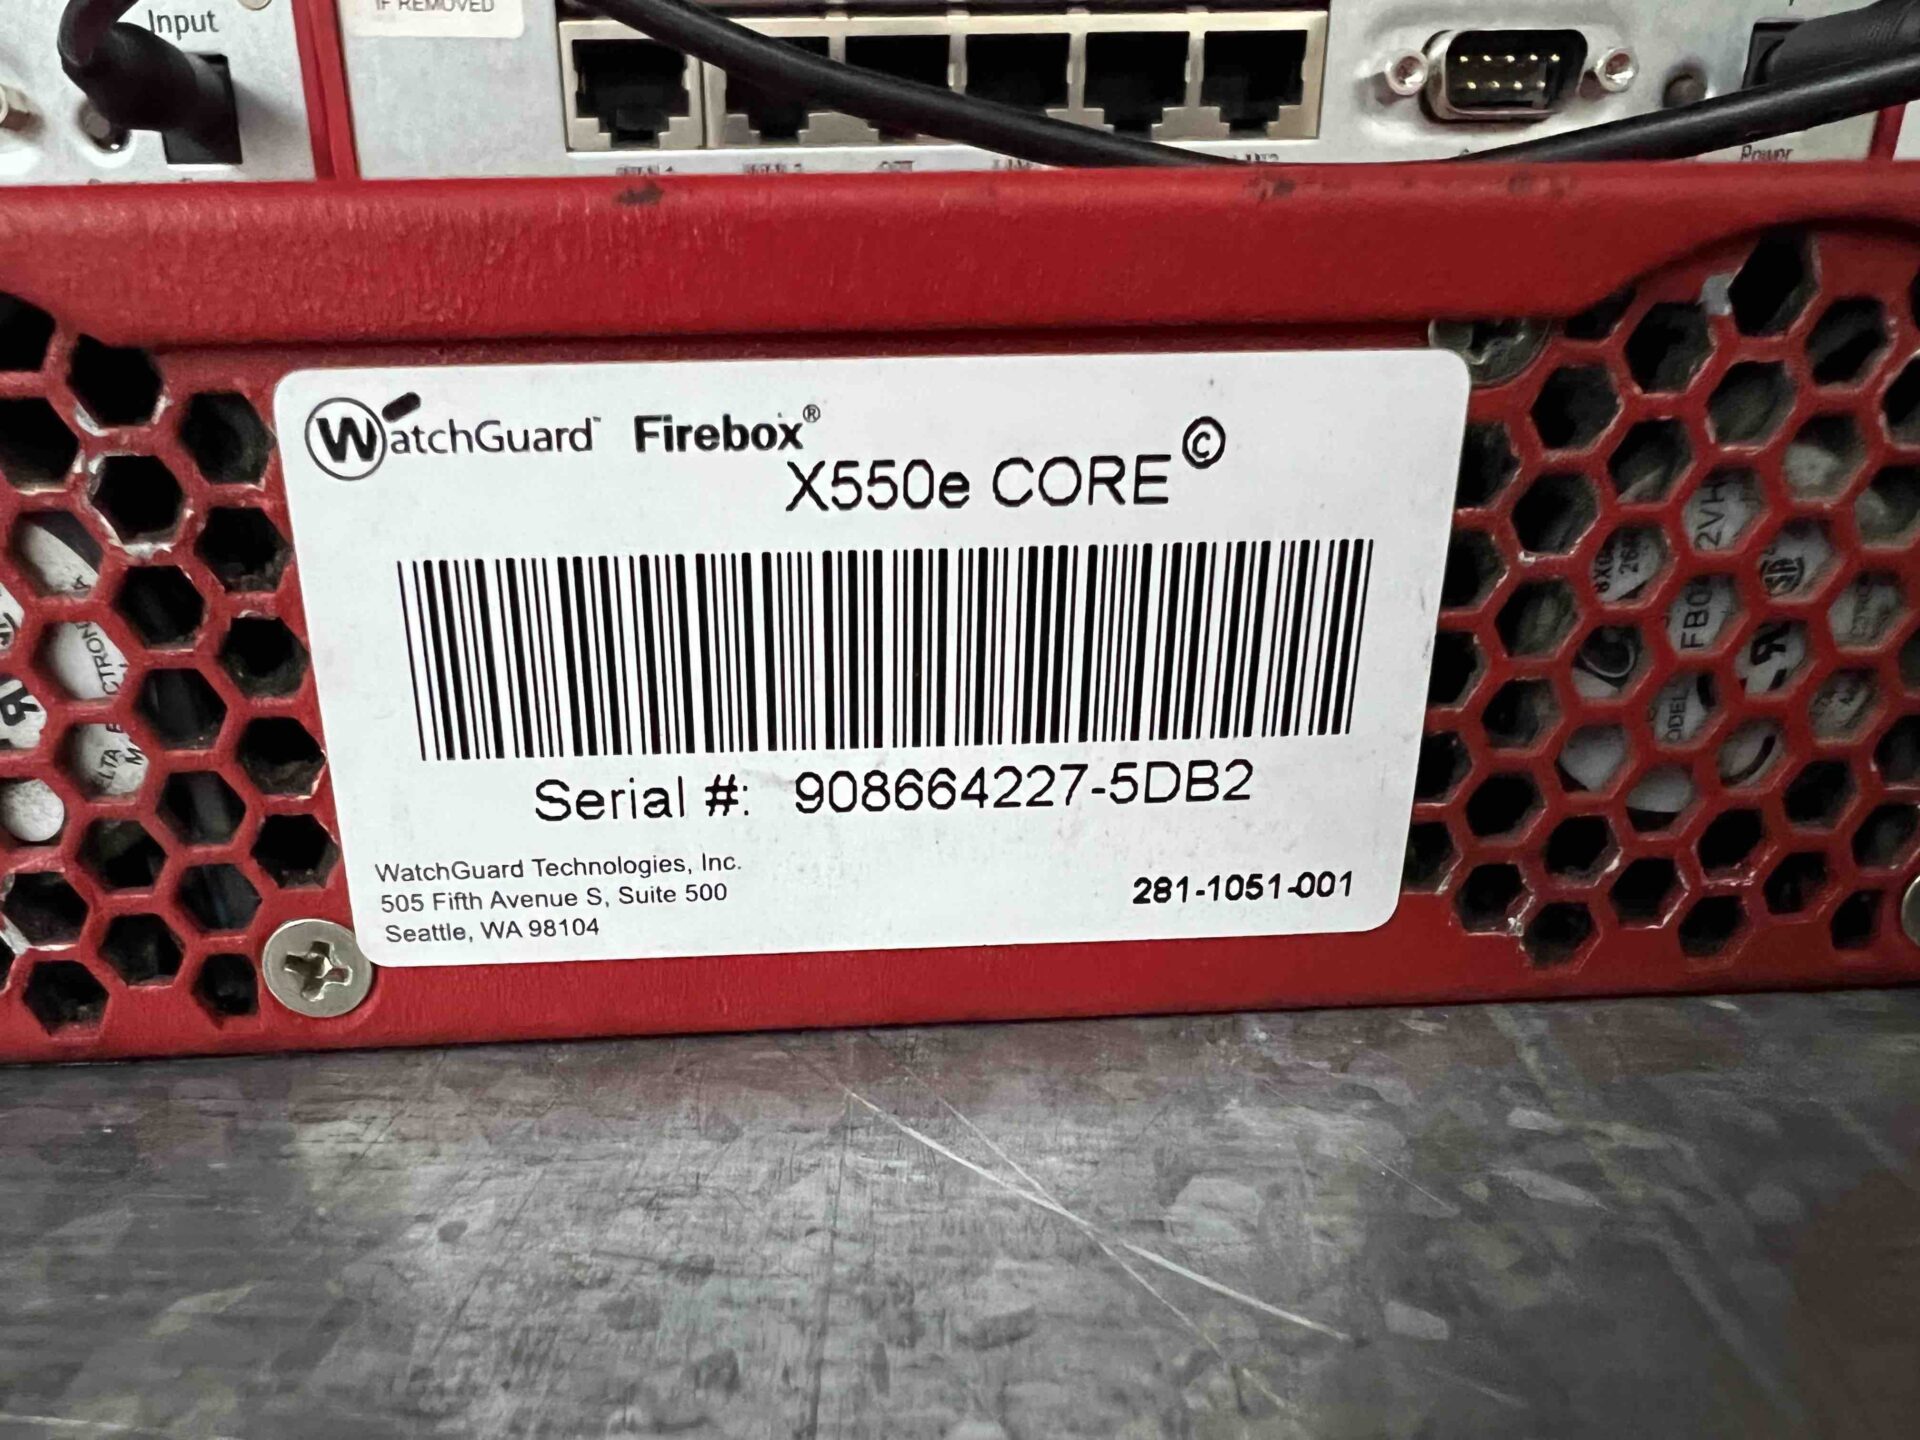 IF REMOVED
Input
Power
WatchGuard™ Firebox®
X550e CORE ©
Serial #: 908664227-5DB2
WatchGuard Technologies, Inc.
505 Fifth Avenue S, Suite 500
Seattle, WA 98104
281-1051-001